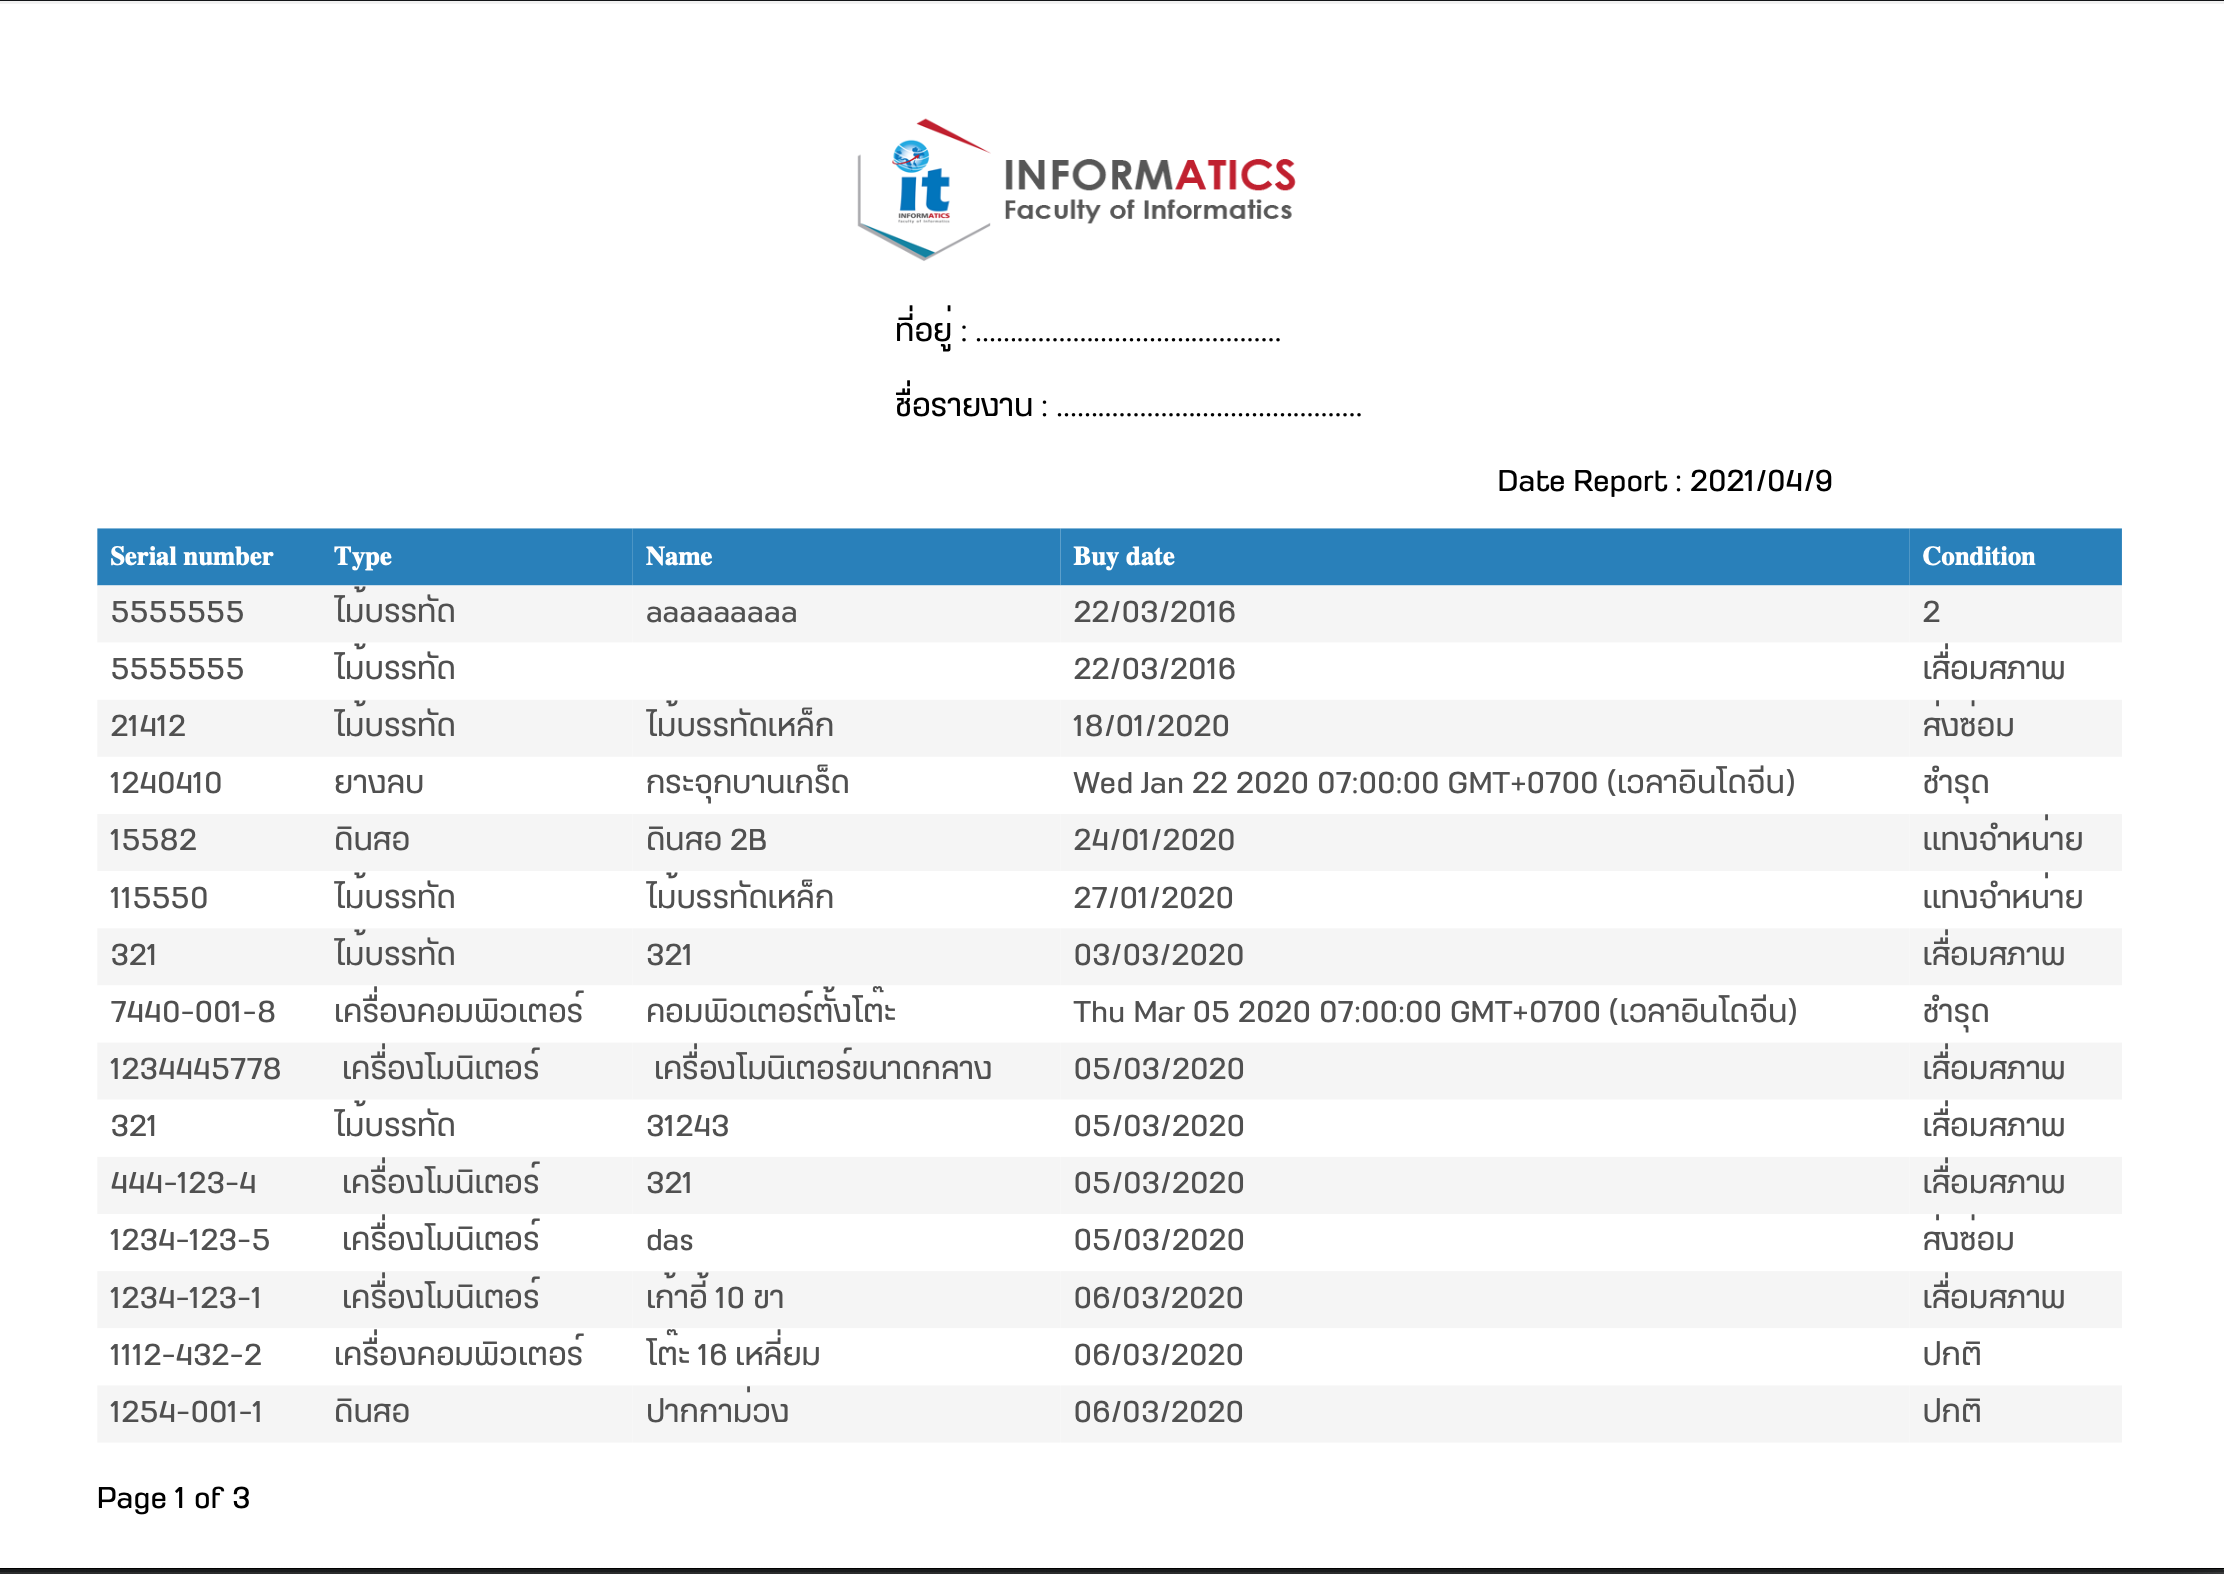 it
INFORMATICS
Faculty of Informatics
INFORMATICS
Faculty of Informatics
ที่อยู่ : ............................................
ชื่อรายงาน : ............................................
Date Report : 2021/04/9
Serial number Type Name Buy date Condition
5555555 ไม้บรรทัด aaaaaaaaa 22/03/2016 2
5555555 ไม้บรรทัด 22/03/2016 เสื่อมสภาพ
21412 ไม้บรรทัด ไม้บรรทัดเหล็ก 18/01/2020 ส่งซ่อม
1240410 ยางลบ กระจุกบานเกร็ด Wed Jan 22 2020 07:00:00 GMT+0700 (เวลาอินโดจีน) ชำรุด
15582 ดินสอ ดินสอ 2B 24/01/2020 แทงจำหน่าย
115550 ไม้บรรทัด ไม้บรรทัดเหล็ก 27/01/2020 แทงจำหน่าย
321 ไม้บรรทัด 321 03/03/2020 เสื่อมสภาพ
7440-001-8 เครื่องคอมพิวเตอร์ คอมพิวเตอร์ตั้งโต๊ะ Thu Mar 05 2020 07:00:00 GMT+0700 (เวลาอินโดจีน) ชำรุด
1234445778 เครื่องโมนิเตอร์ เครื่องโมนิเตอร์ขนาดกลาง 05/03/2020 เสื่อมสภาพ
321 ไม้บรรทัด 31243 05/03/2020 เสื่อมสภาพ
444-123-4 เครื่องโมนิเตอร์ 321 05/03/2020 เสื่อมสภาพ
1234-123-5 เครื่องโมนิเตอร์ das 05/03/2020 ส่งซ่อม
1234-123-1 เครื่องโมนิเตอร์ เก้าอี้ 10 ขา 06/03/2020 เสื่อมสภาพ
1112-432-2 เครื่องคอมพิวเตอร์ โต๊ะ 16 เหลี่ยม 06/03/2020 ปกติ
1254-001-1 ดินสอ ปากกาม่วง 06/03/2020 ปกติ
Page 1 of 3